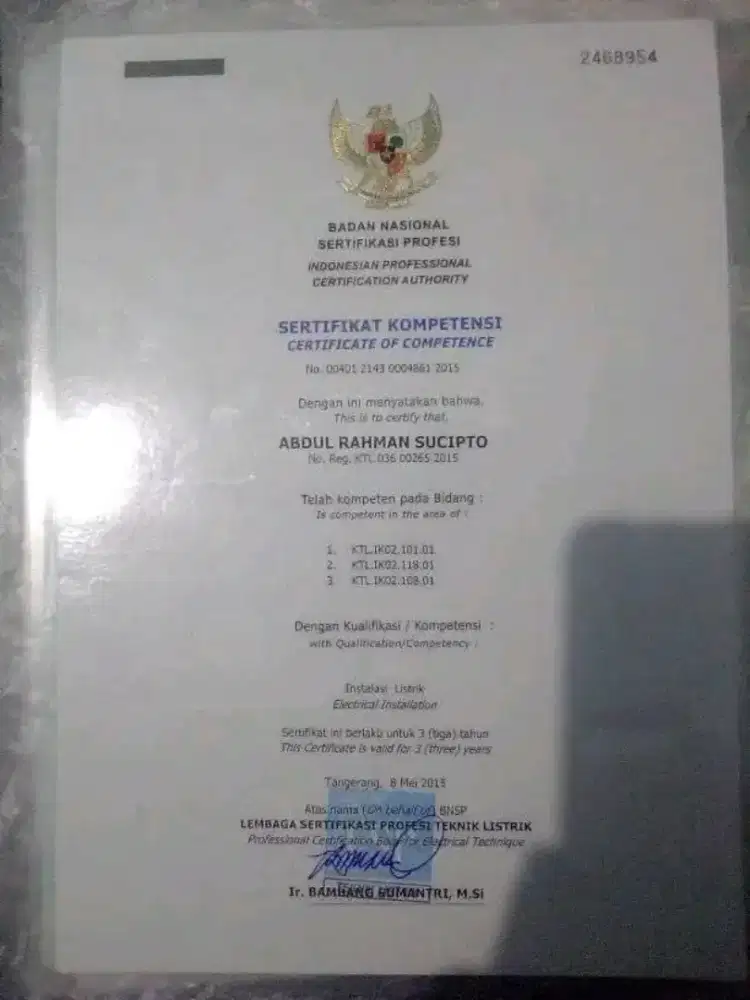 2468954
BADAN NASIONAL
SERTIFIKASI PROFESI
INDONESIAN PROFESSIONAL
CERTIFICATION AUTHORITY
SERTIFIKAT KOMPETENSI
CERTIFICATE OF COMPETENCE
No. 00401 2143 0004861 2015
Dengan ini menyatakan bahwa,
This is to certify that,
ABDUL RAHMAN SUCIPTO
No. Reg. KTL 036 00265 2015
Telah kompeten pada Bidang :
Is competent in the area of :
1. KTL.IK02.101.01
2. KTL.IK02.118.01
3. KTL.IK02.108.01
Dengan Kualifikasi / Kompetensi :
with Qualification/Competency :
Instalasi Listrik
Electrical Installation
Sertifikat ini berlaku untuk 3 (tiga) tahun
This Certificate is valid for 3 (three) years
Tangerang, 8 Mei 2015
Atas nama (On behalf of) BNSP
LEMBAGA SERTIFIKASI PROFESI TEKNIK LISTRIK
Professional Certification Body for Electrical Technique
Ir. BAMBANG SUMANTRI, M.Si